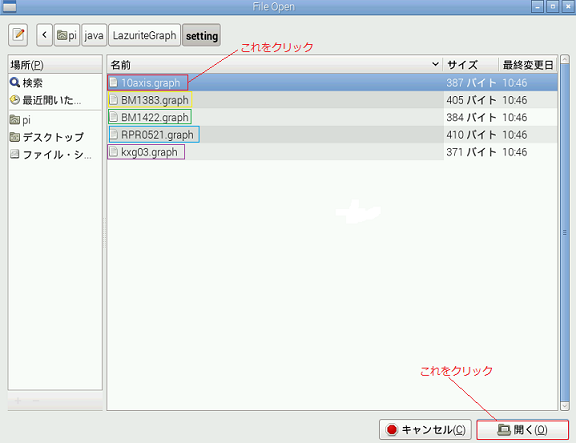 File Open
pi java LazuriteGraph setting
これをクリック
場所(P) 名前 サイズ 最終変更日
検索 10axis.graph 387 バイト 10:46
最近開いた... BM1383.graph 405 バイト 10:46
BM1422.graph 384 バイト 10:46
pi RPR0521.graph 410 バイト 10:46
デスクトップ kxg03.graph 371 バイト 10:46
ファイル・シ...
これをクリック
キャンセル(C) 開く(O)